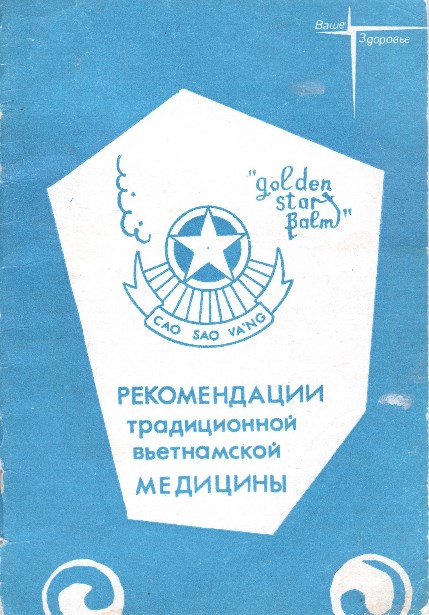 Ваше
Здоровье
"golden
star
Balm"
CAO SAO VA'NG
РЕКОМЕНДАЦИИ
традиционной
вьетнамской
МЕДИЦИНЫ